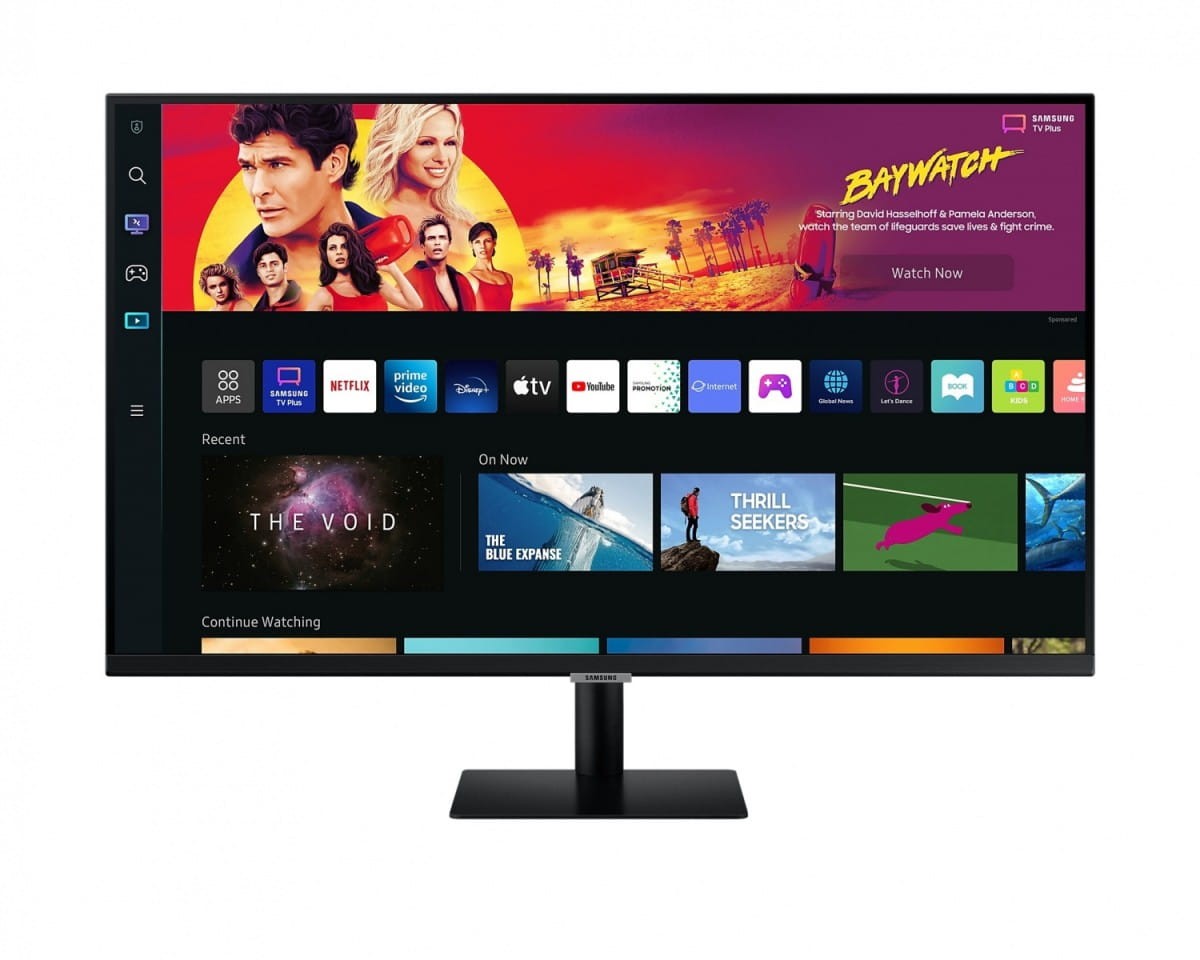 SAMSUNG
TV Plus
BAYWATCH
Starring David Hasselhoff & Pamela Anderson,
watch the team of lifeguards save lives & fight crime.
Watch Now
Sponsored
APPS
SAMSUNG
TV Plus
NETFLIX
prime
video
Disney+
tv
YouTube
SAMSUNG
PROMOTION
Internet
Global News
Let's Dance
BOOK
A
B C D
KIDS
HOME
Recent
THE VOID
On Now
THE
BLUE EXPANSE
THRILL
SEEKERS
Continue Watching
SAMSUNG